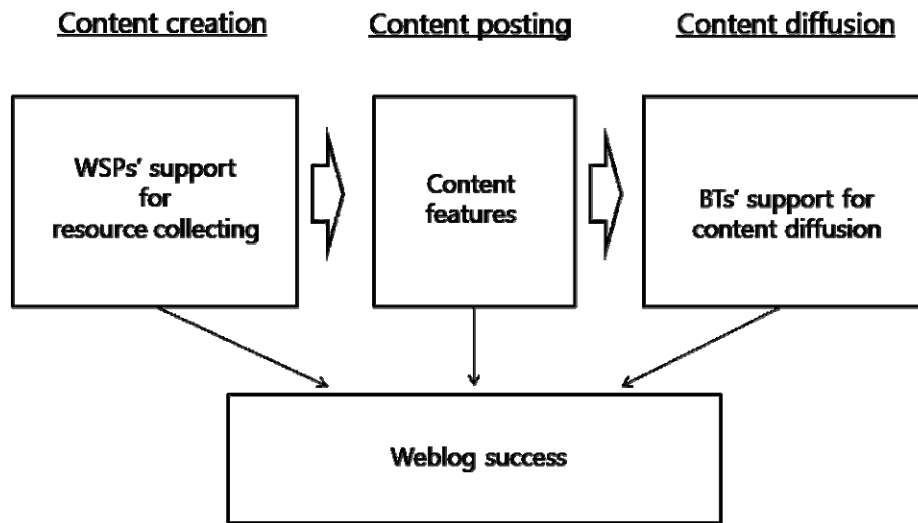 Content creation
Content posting
Content diffusion
WSPs' support
for
resource collecting
Content
features
BTs' support for
content diffusion
Weblog success